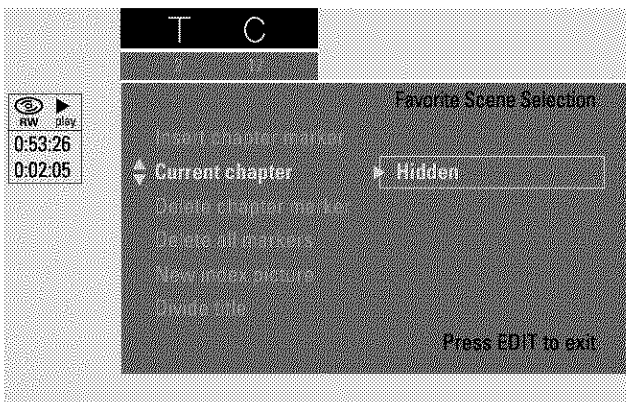 T C
Favorite Scene Selection
RW play
0:53:26
0:02:05
Insert chapter marker
Current chapter
Hidden
Delete chapter marker
Delete all markers
New index picture
Divide title
Press EDIT to exit